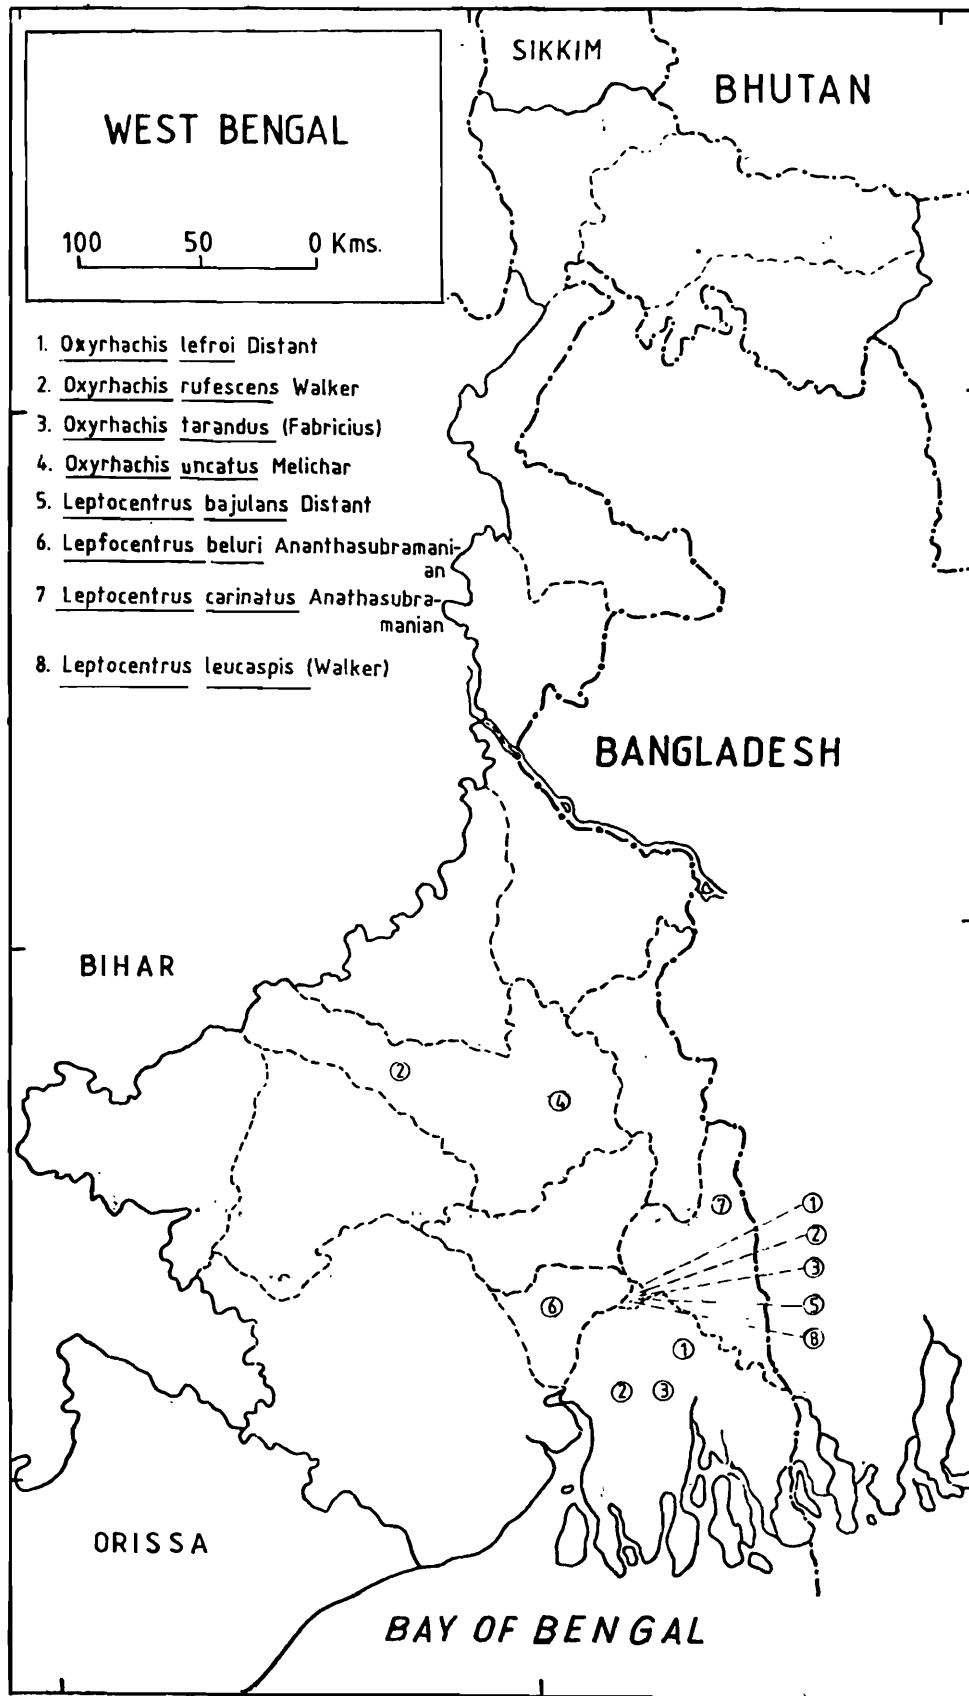 SIKKIM
BHUTAN
WEST BENGAL
100 50 0 Kms.
1. Oxyrhachis lefroi Distant
2. Oxyrhachis rufescens Walker
3. Oxyrhachis tarandus (Fabricius)
4. Oxyrhachis uncatus Melichar
5. Leptocentrus bajulans Distant
6. Lepfocentrus beluri Ananthasubramani-
an
7 Leptocentrus carinatus Anathasubra-
manian
8. Leptocentrus leucaspis (Walker)
BANGLADESH
BIHAR
2
4
7
1
2
3
5
8
6
1
2 3
ORISSA
BAY OF BENGAL